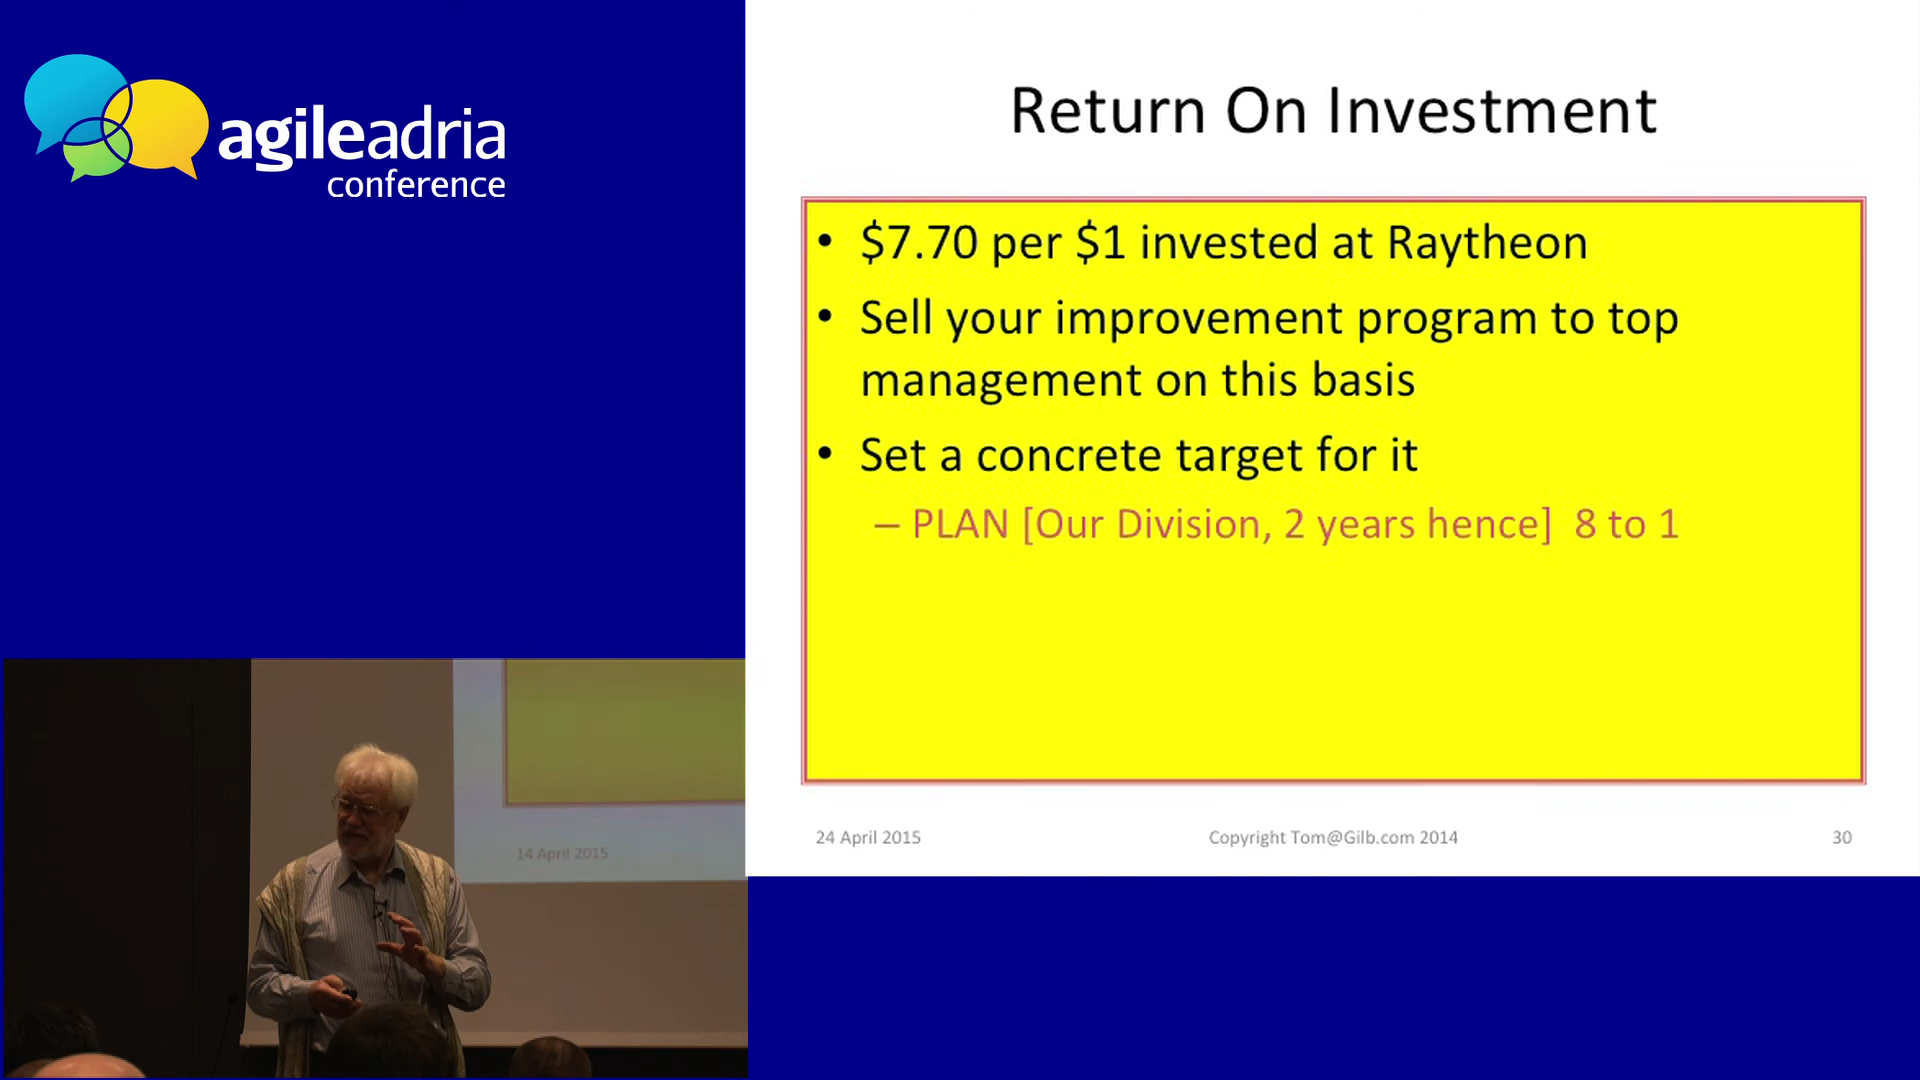 agileadria
conference
Return On Investment
• $7.70 per $1 invested at Raytheon
• Sell your improvement program to top
management on this basis
• Set a concrete target for it
– PLAN [Our Division, 2 years hence] 8 to 1
24 April 2015
Copyright Tom@Gilb.com 2014
30
14 April 2015